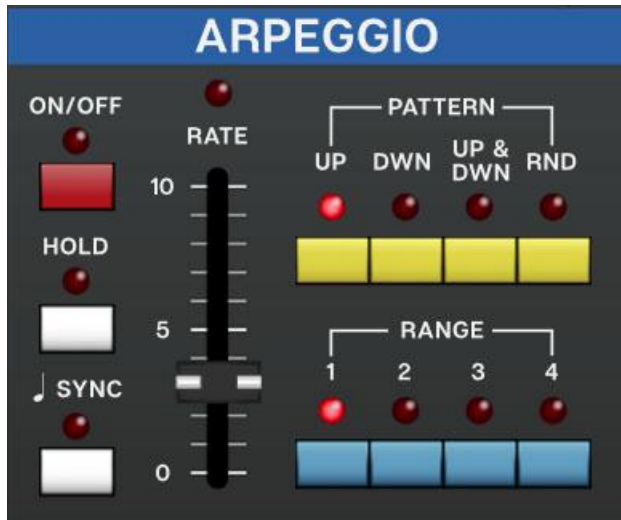 ARPEGGIO
ON/OFF
HOLD
♩ SYNC
RATE
10
5
0
PATTERN
UP DWN UP & DWN RND
RANGE
1 2 3 4